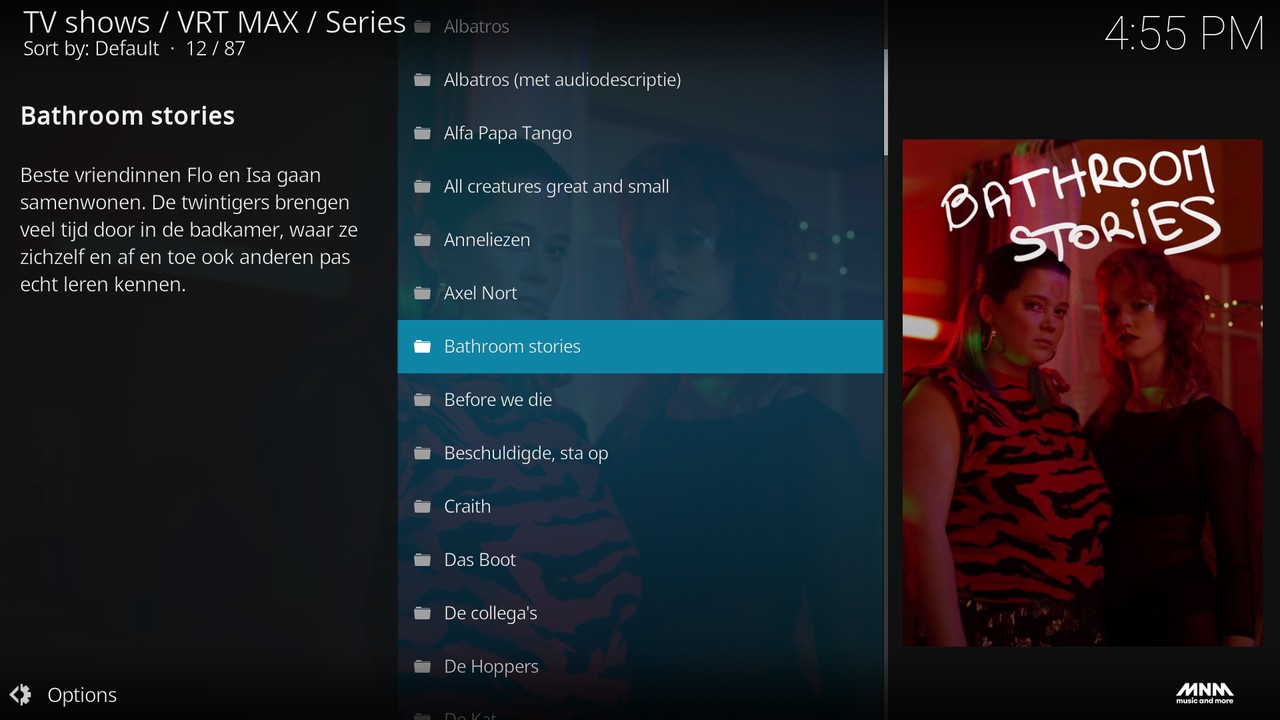 TV shows / VRT MAX / Series
Sort by: Default · 12 / 87
4:55 PM
Bathroom stories
Beste vriendinnen Flo en Isa gaan
samenwonen. De twintigers brengen
veel tijd door in de badkamer, waar ze
zichzelf en af en toe ook anderen pas
echt leren kennen.
Albatros
Albatros (met audiodescriptie)
Alfa Papa Tango
All creatures great and small
Anneliezen
Axel Nort
Bathroom stories
Before we die
Beschuldigde, sta op
Craith
Das Boot
De collega's
De Hoppers
De Kat
BATHROOM
STORIES
Options
MNM
music and more